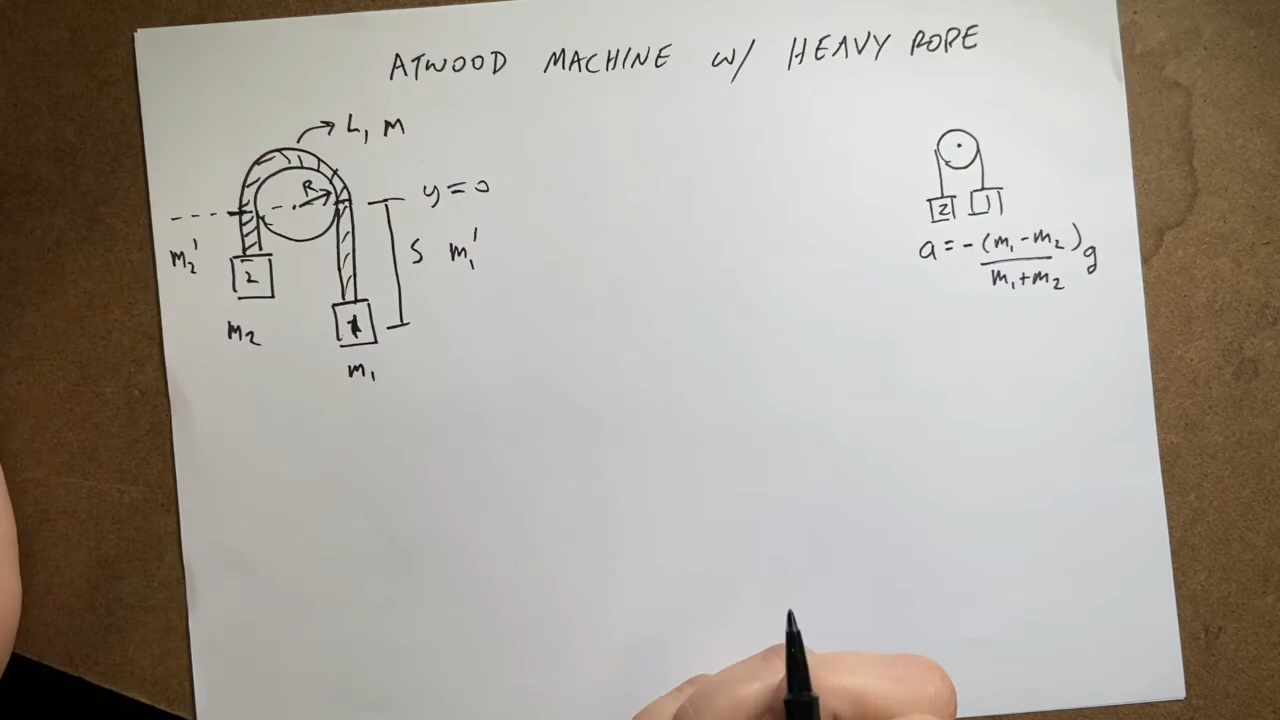 ATWOOD MACHINE W/ HEAVY ROPE
L, M
R
y=0
m₂'
S m₁'
2
1
m₂
m₁
2 1
a = -(m₁-m₂)g
m₁+m₂